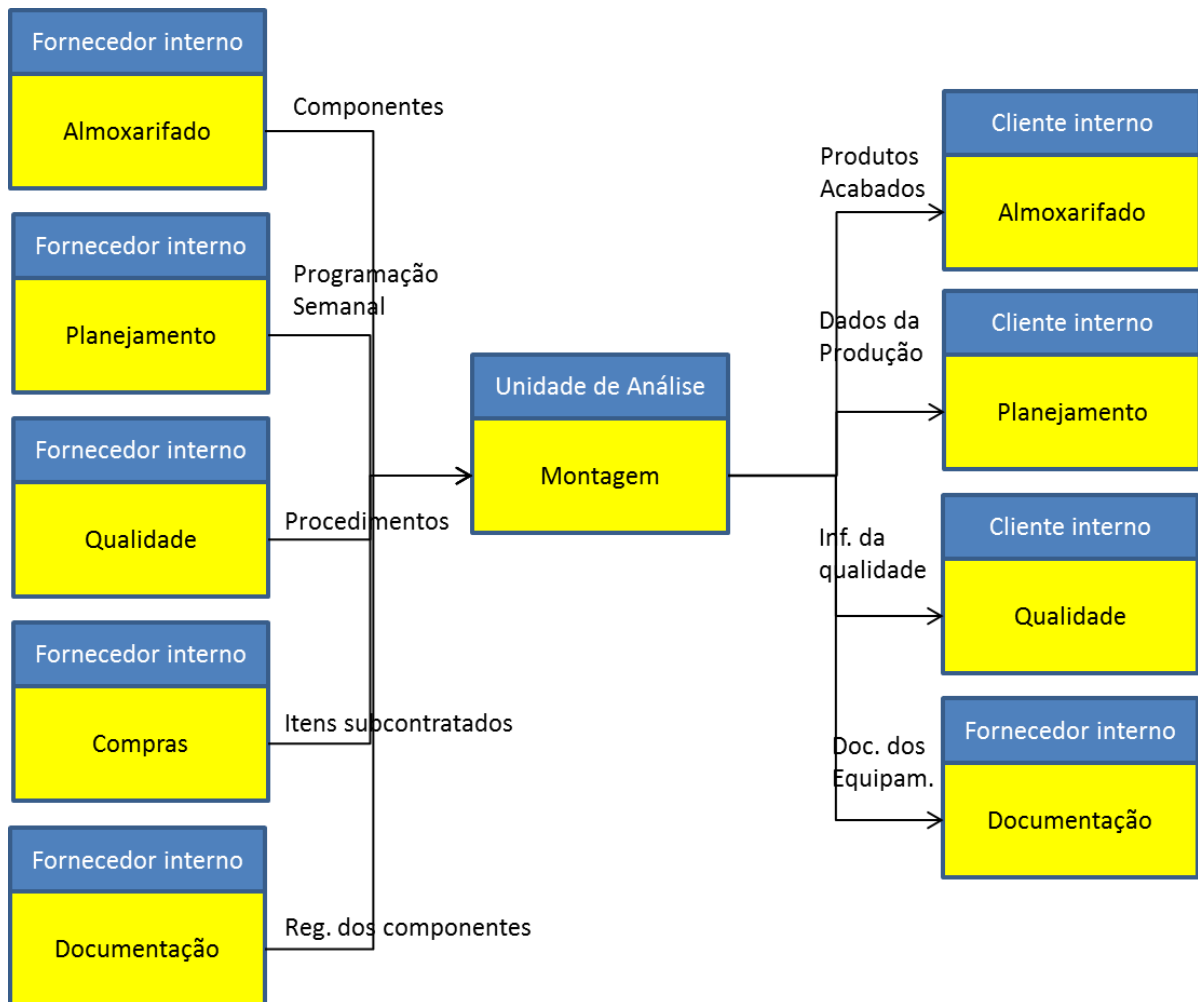 Fornecedor interno
Almoxarifado
Componentes
Fornecedor interno
Planejamento
Programação
Semanal
Fornecedor interno
Qualidade
Procedimentos
Fornecedor interno
Compras
Itens subcontratados
Fornecedor interno
Documentação
Reg. dos componentes
Unidade de Análise
Montagem
Produtos
Acabados
Cliente interno
Almoxarifado
Dados da
Produção
Cliente interno
Planejamento
Inf. da
qualidade
Cliente interno
Qualidade
Doc. dos
Equipam.
Fornecedor interno
Documentação